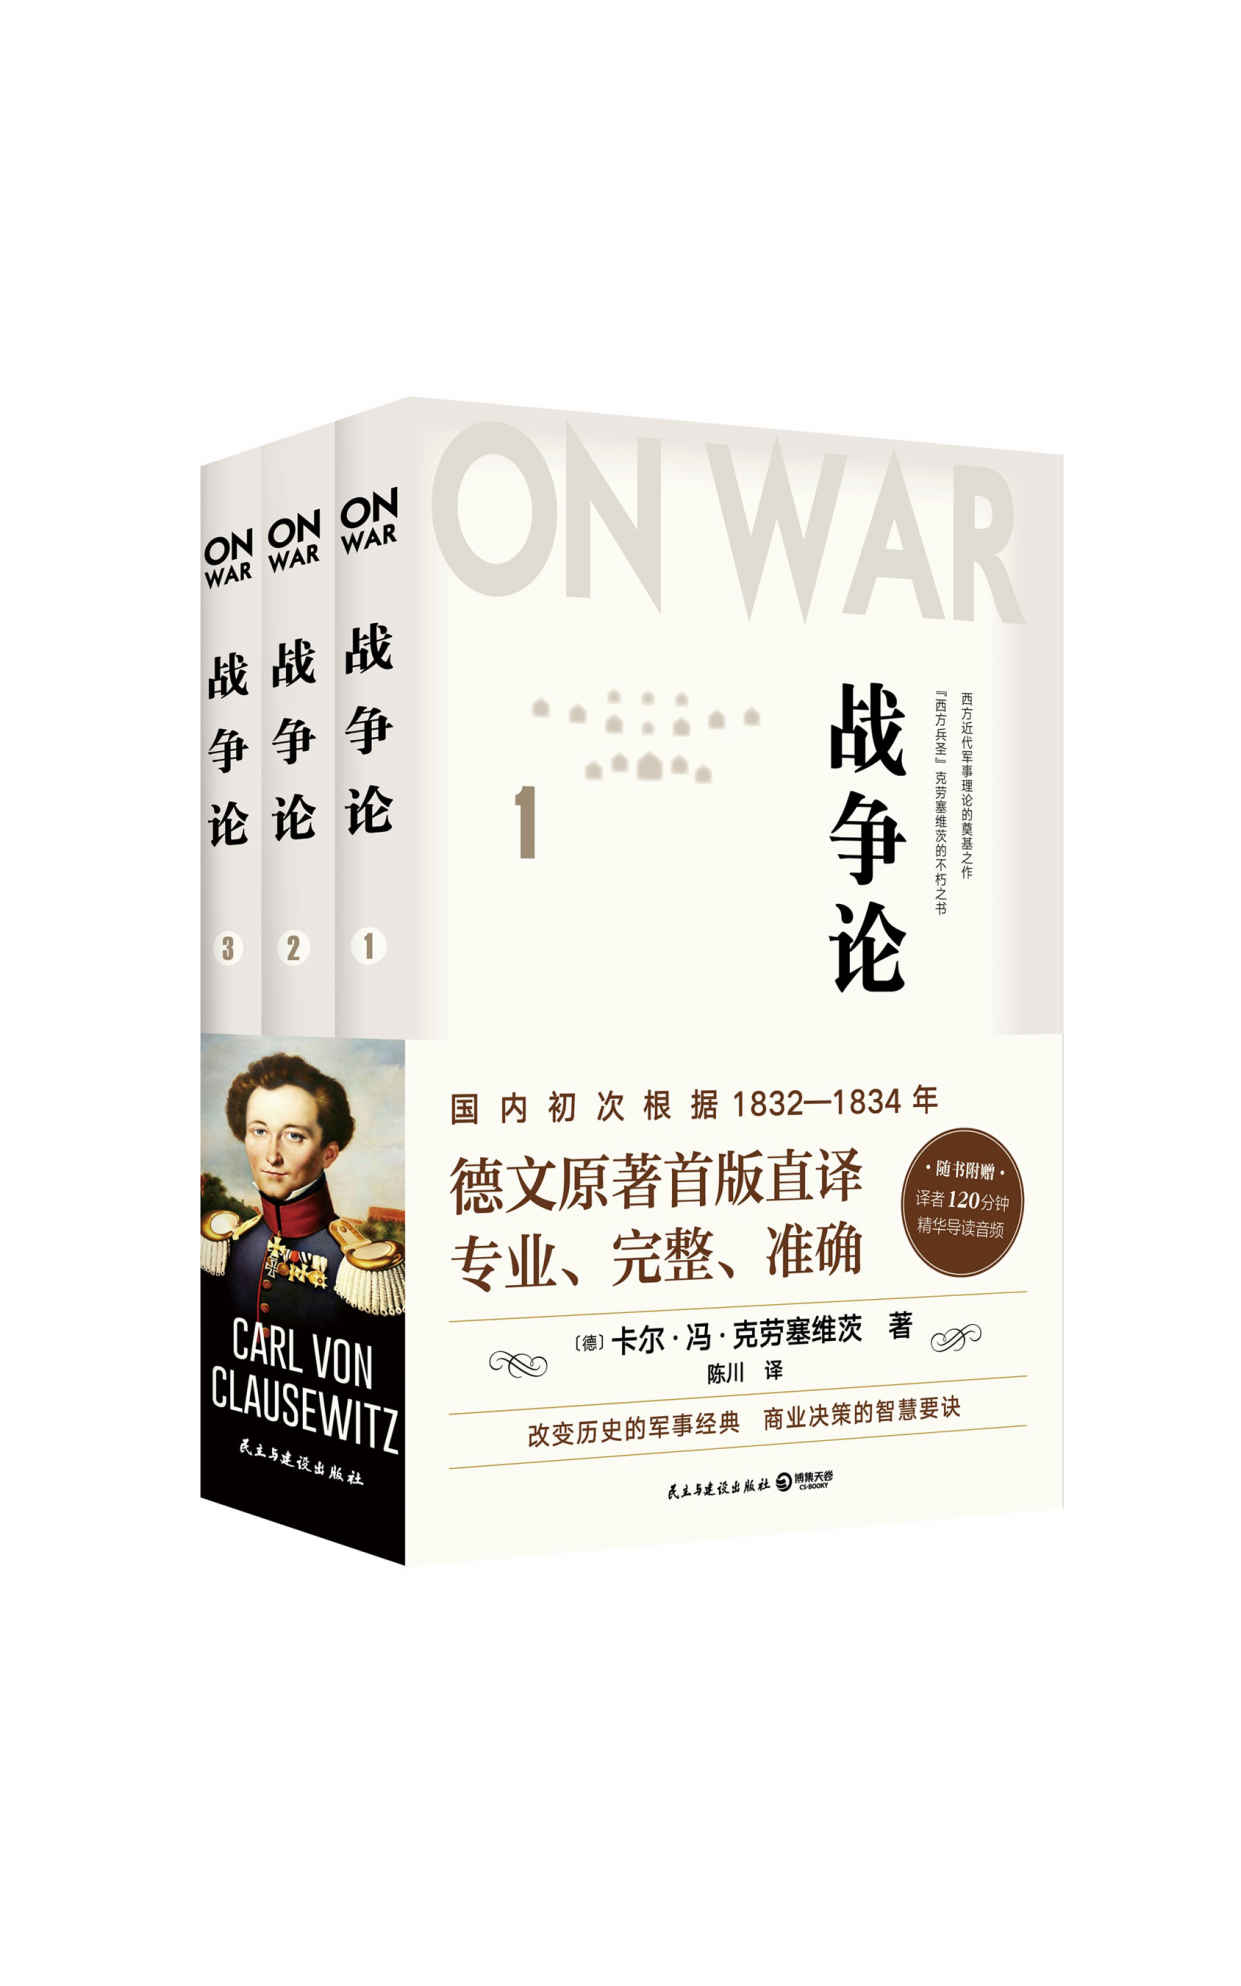 ON
WAR
战争论
3
ON
WAR
战争论
2
ON
WAR
战争论
1
CARL VON
CLAUSEWITZ
民主与建设出版社
ON WAR
1
战争论
西方近代军事理论的奠基之作
『西方兵圣』克劳塞维茨的不朽之书
国内初次根据1832—1834年
德文原著首版直译
专业、完整、准确
·随书附赠·
译者120分钟
精华导读音频
〔德〕卡尔·冯·克劳塞维茨 著
陈川 译
改变历史的军事经典 商业决策的智慧要诀
民主与建设出版社 博集天卷
CS-BOOKY